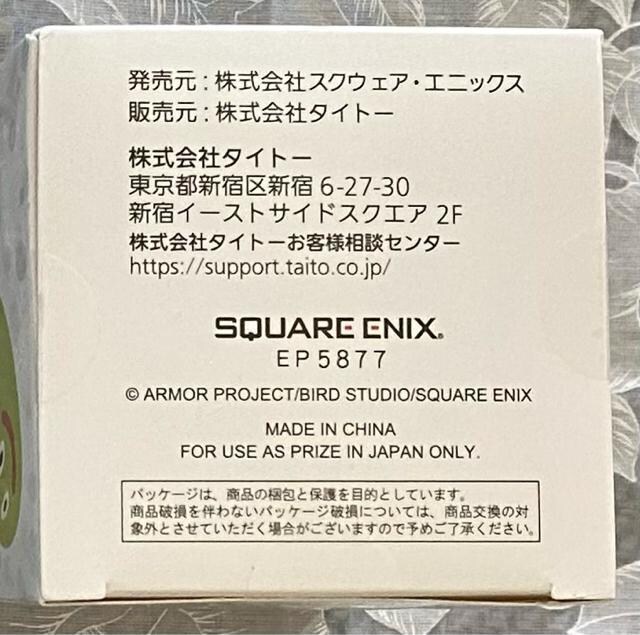 発売元：株式会社スクウェア・エニックス
販売元：株式会社タイトー
株式会社タイトー
東京都新宿区新宿 6-27-30
新宿イーストサイドスクエア 2F
株式会社タイトーお客様相談センター
https://support.taito.co.jp/
SQUARE ENIX®
EP5877
© ARMOR PROJECT/BIRD STUDIO/SQUARE ENIX
MADE IN CHINA
FOR USE AS PRIZE IN JAPAN ONLY.
パッケージは、商品の梱包と保護を目的としています。
商品破損を伴わないパッケージ破損については、商品交換の対
象外とさせていただく場合がございますので予めご了承ください。